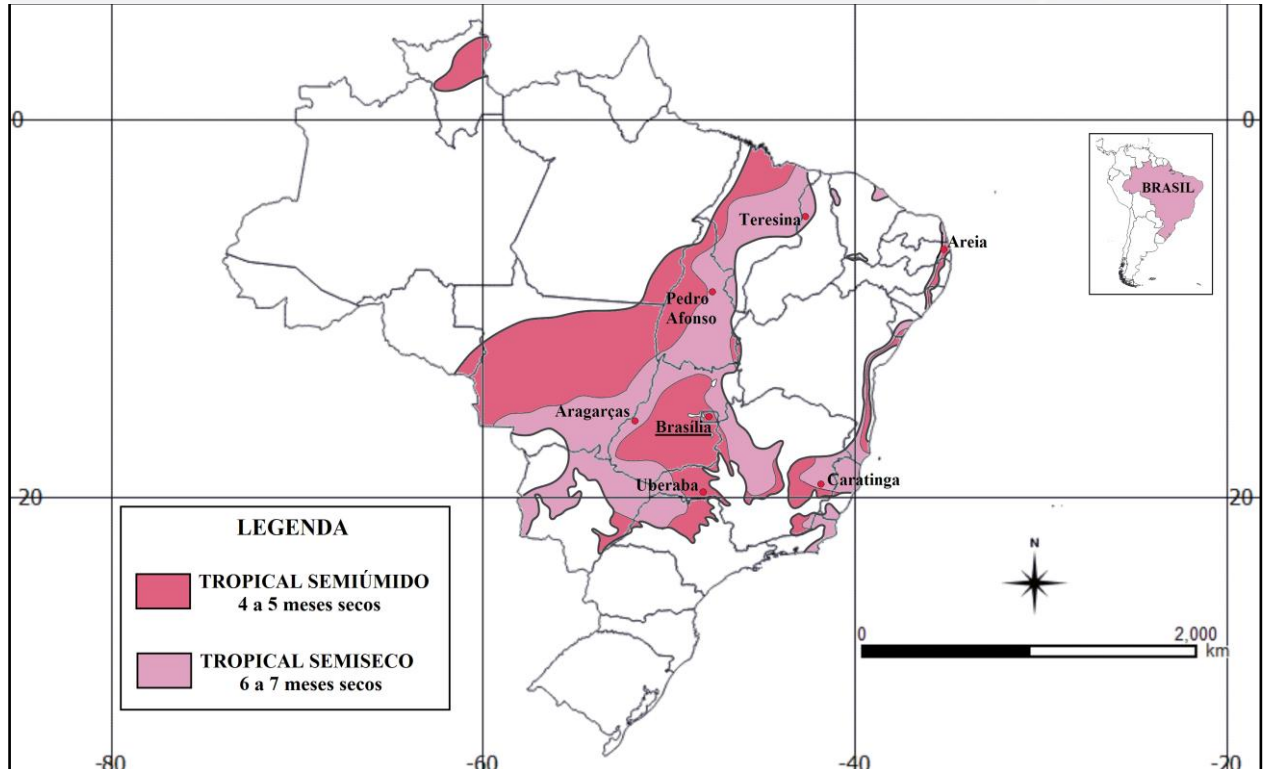 0
0
BRASIL
Teresina
Areia
Pedro
Afonso
Aragarças
Brasília
Uberaba
Caratinga
20
20
LEGENDA
TROPICAL SEMIÚMIDO
4 a 5 meses secos
TROPICAL SEMISECO
6 a 7 meses secos
N
0
2,000
km
-80
-60
-40
-20